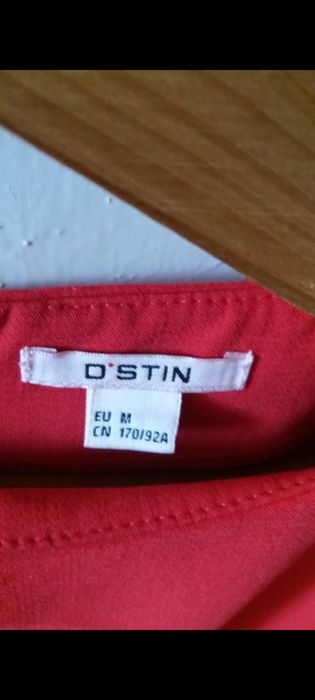 O'STIN
EU M
CN 170/92A